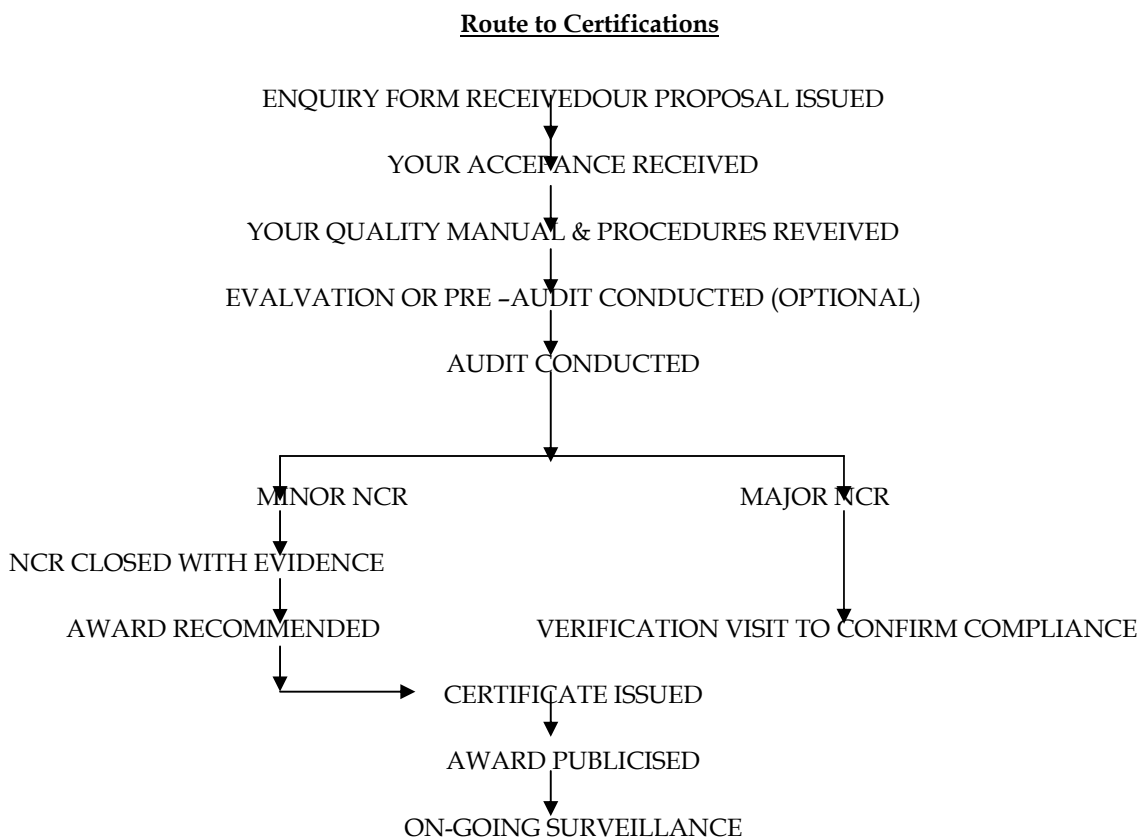 Route to Certifications
ENQUIRY FORM RECEIVEDOUR PROPOSAL ISSUED
YOUR ACCEPANCE RECEIVED
YOUR QUALITY MANUAL & PROCEDURES REVEIVED
EVALVATION OR PRE –AUDIT CONDUCTED (OPTIONAL)
AUDIT CONDUCTED
MINOR NCR
MAJOR NCR
NCR CLOSED WITH EVIDENCE
AWARD RECOMMENDED
VERIFICATION VISIT TO CONFIRM COMPLIANCE
CERTIFICATE ISSUED
AWARD PUBLICISED
ON-GOING SURVEILLANCE